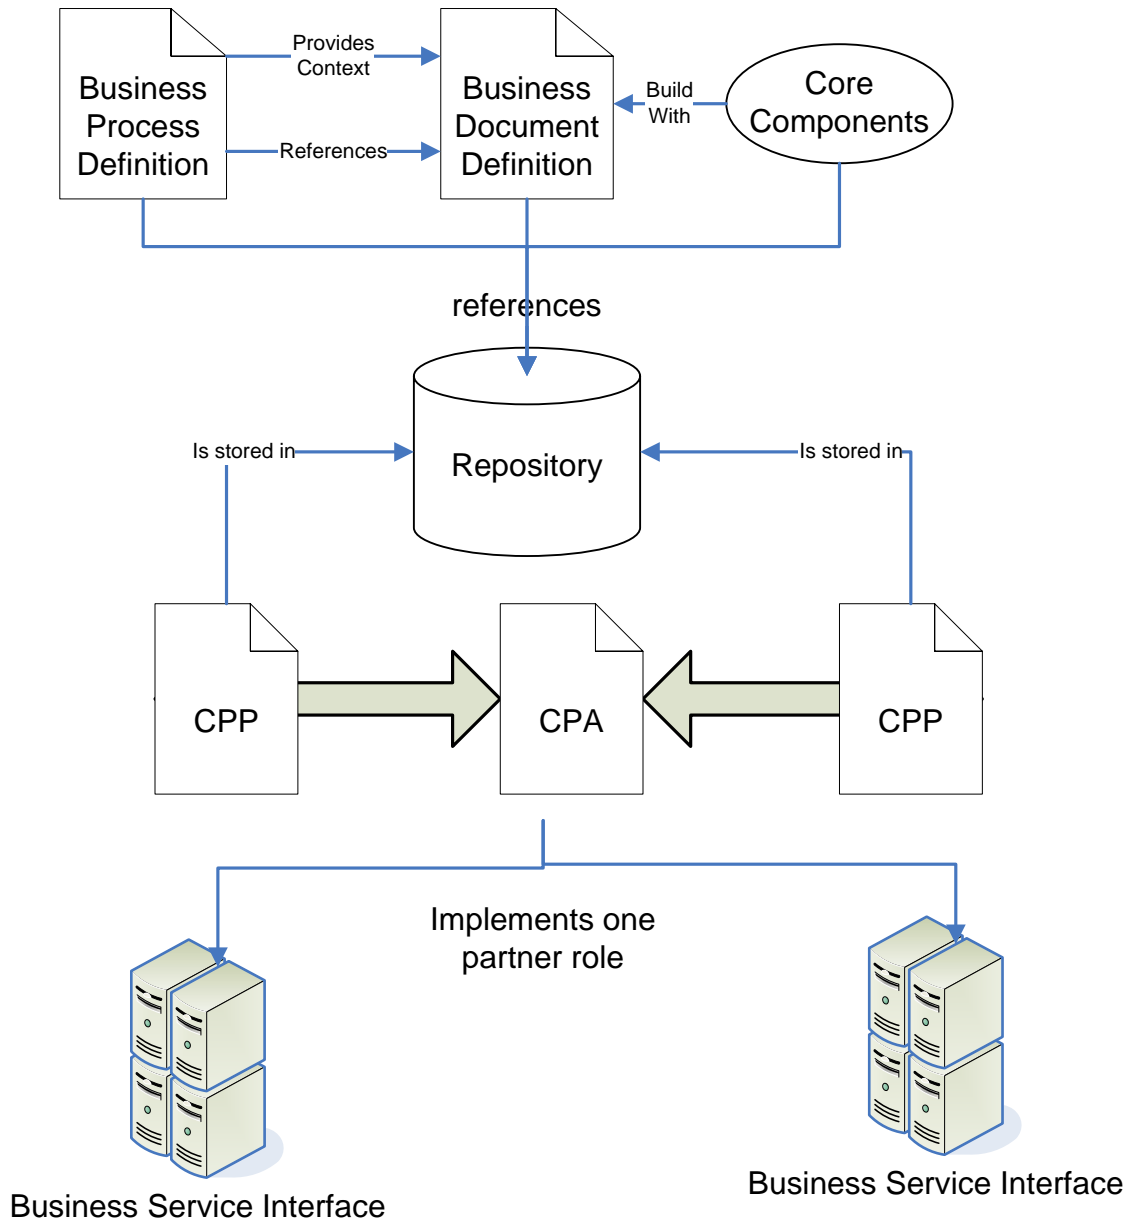 Business
Process
Definition
Provides
Context
References
Business
Document
Definition
Build
With
Core
Components
references
Repository
Is stored in
Is stored in
CPP
CPA
CPP
Implements one
partner role
Business Service Interface
Business Service Interface